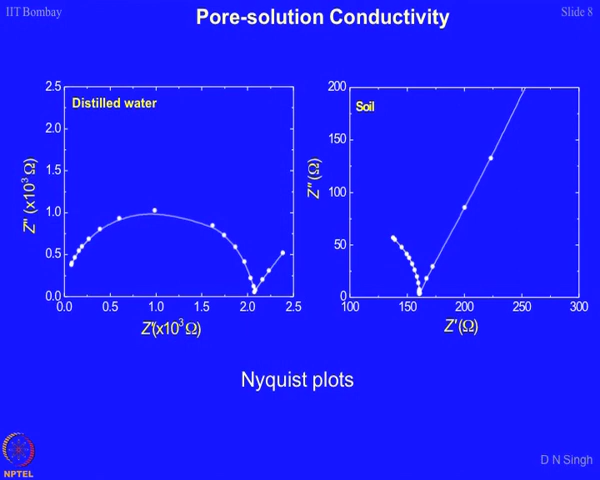 IIT Bombay
Pore-solution Conductivity
Slide 8
Distilled water
Z'' (x10³ Ω)
2.5
2.0
1.5
1.0
0.5
0.0
0.0 0.5 1.0 1.5 2.0 2.5
Z'(x10³Ω)
Soil
Z'' (Ω)
200
150
100
50
0
100 150 200 250 300
Z' (Ω)
Nyquist plots
NPTEL
D N Singh